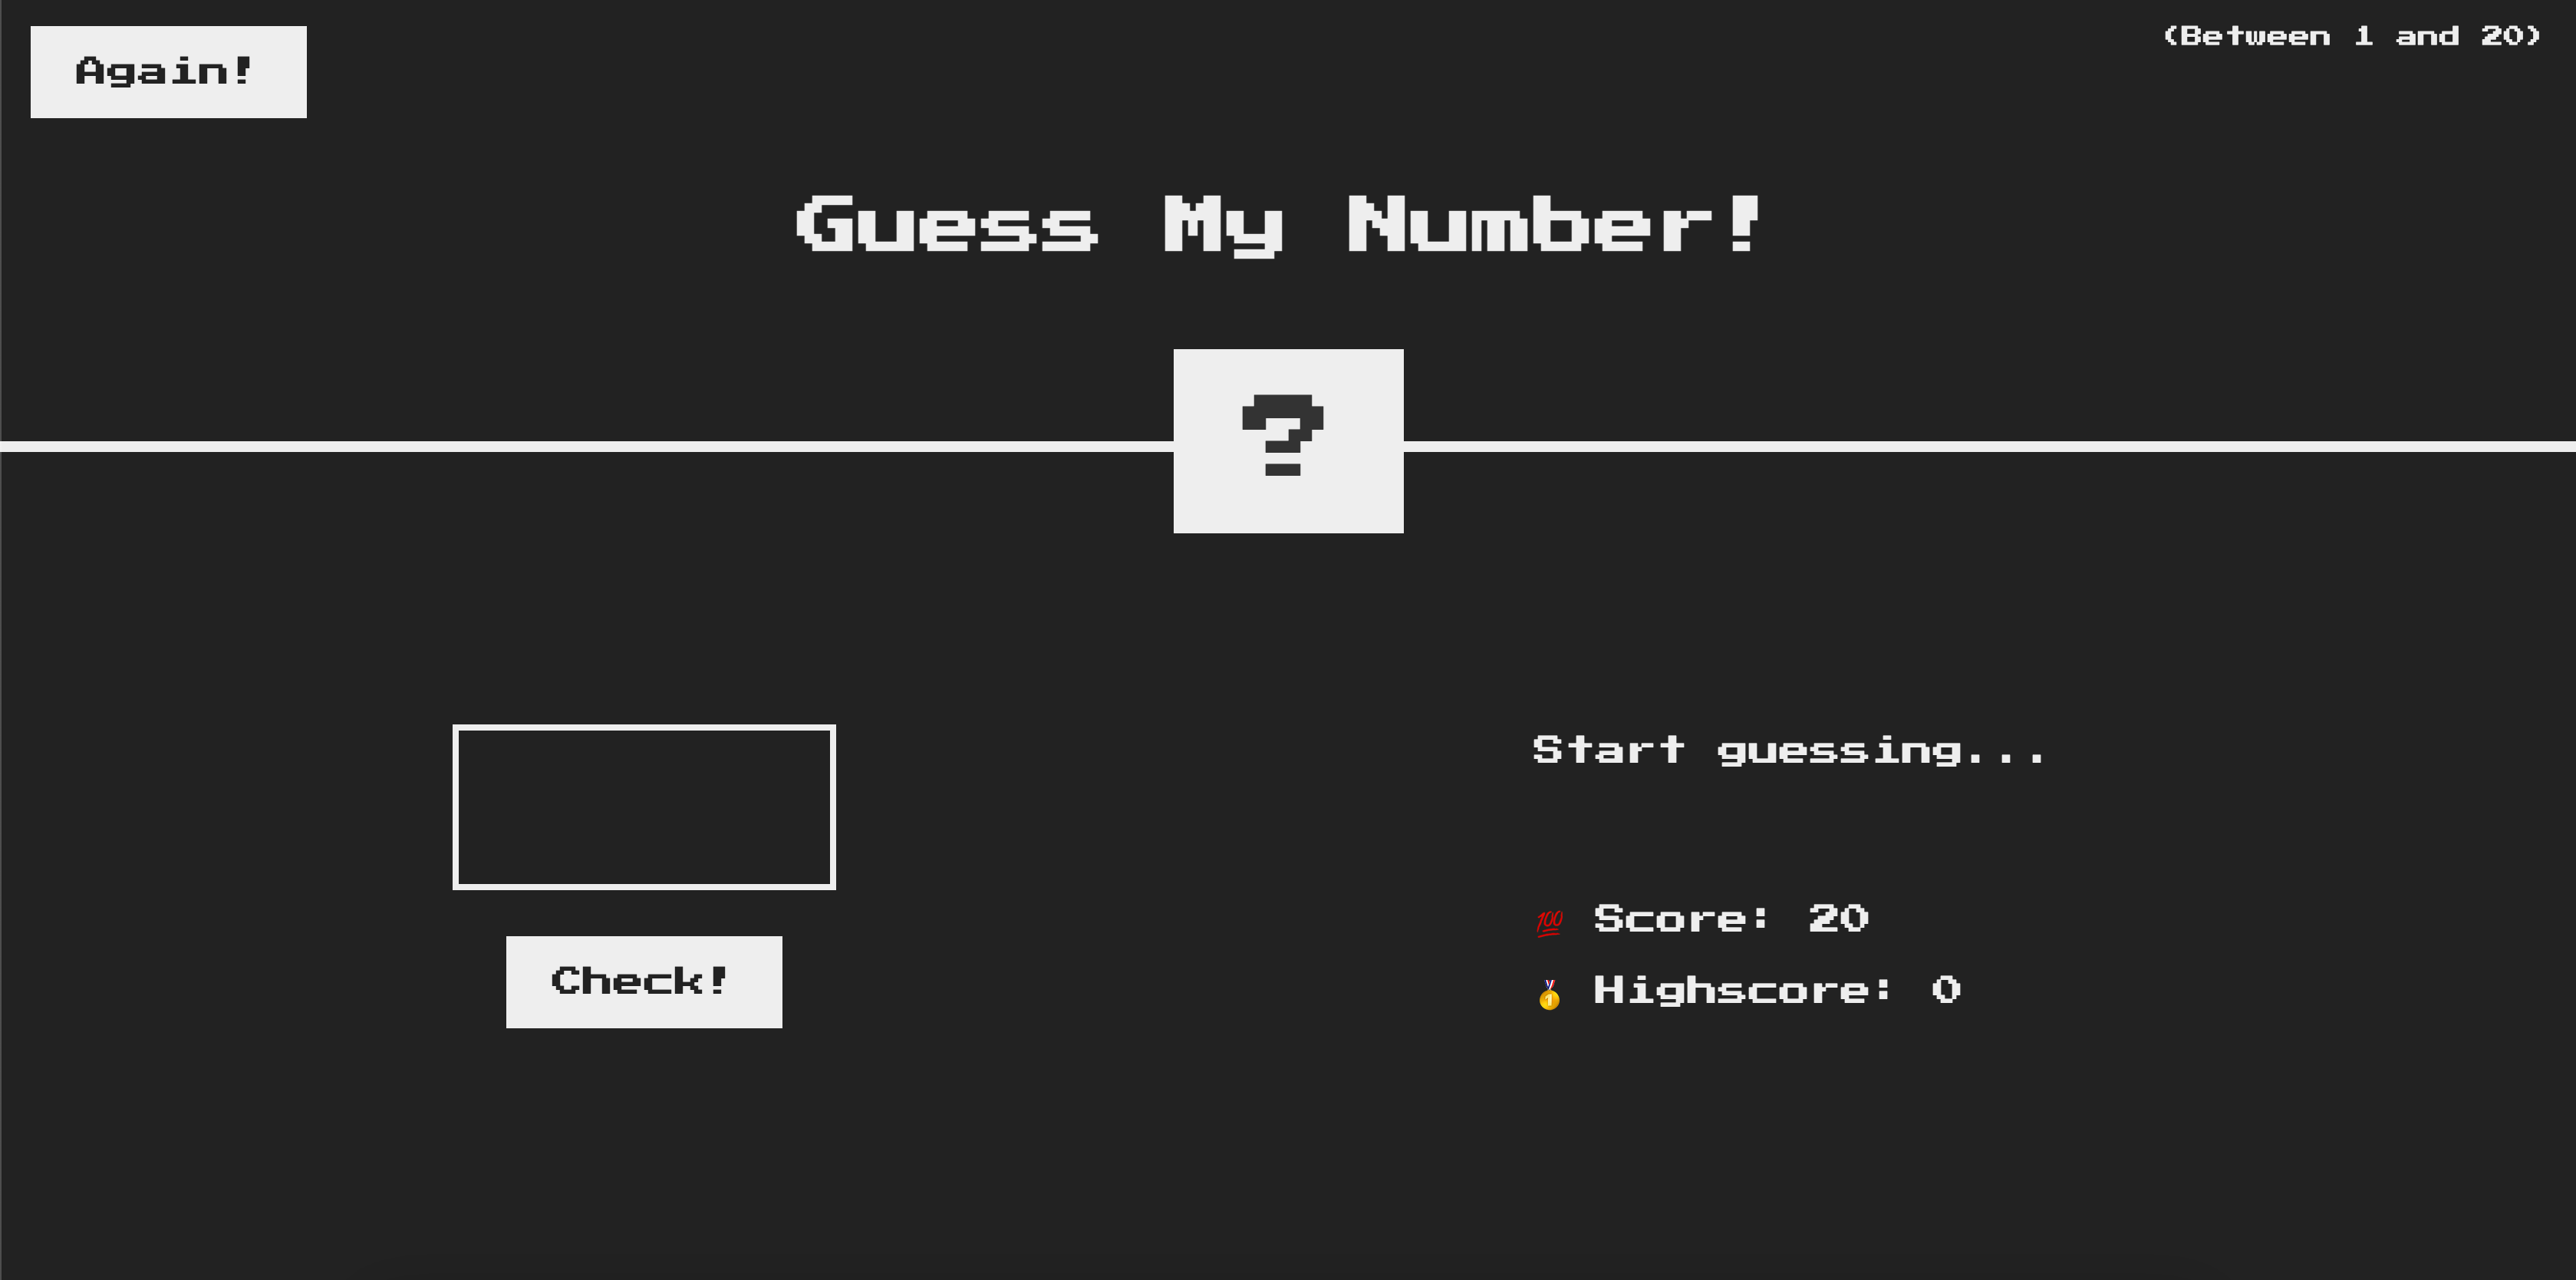 Again!
(Between 1 and 20)
Guess My Number!
?
Start guessing...
💯 Score: 20
🥇 Highscore: 0
Check!